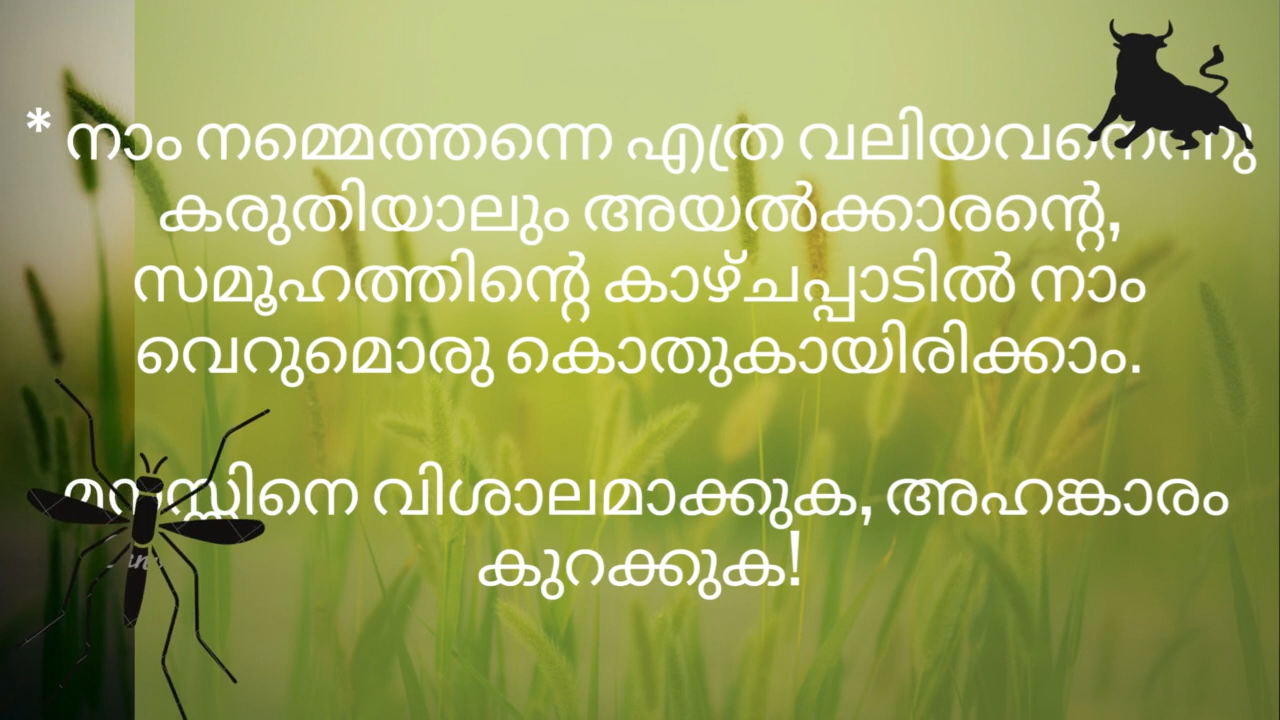 * നാം നമ്മെത്തന്നെ എത്ര വലിയവനെന്നു
കരുതിയാലും അയൽക്കാരന്റെ,
സമൂഹത്തിന്റെ കാഴ്ചപ്പാടിൽ നാം
വെറുമൊരു കൊതുകായിരിക്കാം.
മനസ്സിനെ വിശാലമാക്കുക, അഹങ്കാരം
കുറക്കുക!